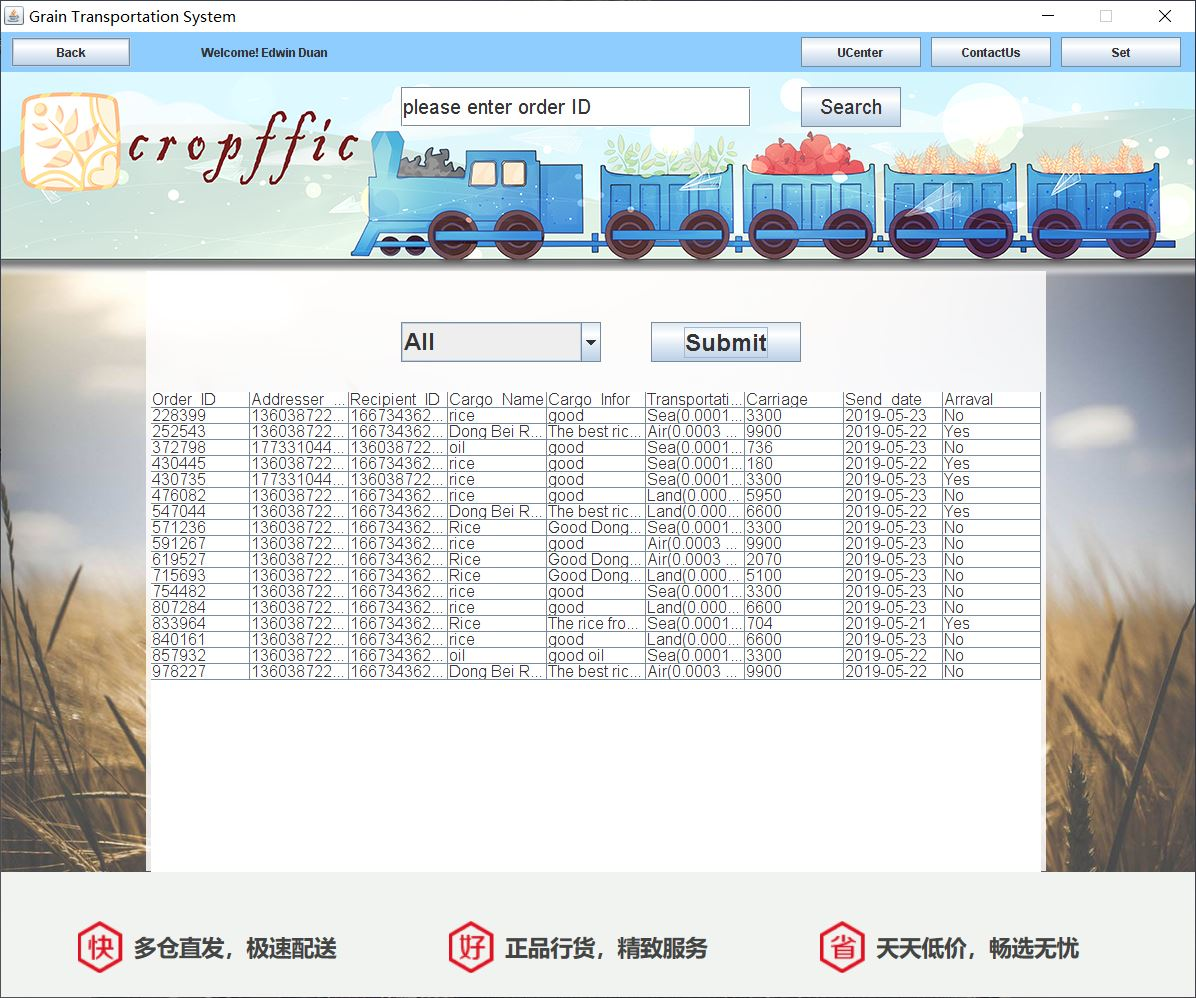 Grain Transportation System
Back Welcome! Edwin Duan UCenter ContactUs Set
cropffic
please enter order ID Search
All Submit
Order_ID Addresser_... Recipient_ID Cargo_Name Cargo_Infor Transportati... Carriage Send_date Arraval
228399 136038722... 166734362... rice good Sea(0.0001... 3300 2019-05-23 No
252543 136038722... 166734362... Dong Bei R... The best ric... Air(0.0003 ... 9900 2019-05-22 Yes
372798 177331044... 136038722... oil good Sea(0.0001... 736 2019-05-23 No
430445 136038722... 166734362... rice good Sea(0.0001... 180 2019-05-22 Yes
430735 177331044... 136038722... rice good Sea(0.0001... 3300 2019-05-23 Yes
476082 136038722... 166734362... rice good Land(0.000... 5950 2019-05-23 No
547044 136038722... 166734362... Dong Bei R... The best ric... Land(0.000... 6600 2019-05-22 Yes
571236 136038722... 166734362... Rice Good Dong... Sea(0.0001... 3300 2019-05-23 No
591267 136038722... 166734362... rice good Air(0.0003 ... 9900 2019-05-23 No
619527 136038722... 166734362... Rice Good Dong... Air(0.0003 ... 2070 2019-05-23 No
715693 136038722... 166734362... Rice Good Dong... Land(0.000... 5100 2019-05-23 No
754482 136038722... 166734362... rice good Sea(0.0001... 3300 2019-05-23 No
807284 136038722... 166734362... rice good Land(0.000... 6600 2019-05-23 No
833964 136038722... 166734362... Rice The rice fro... Sea(0.0001... 704 2019-05-21 Yes
840161 136038722... 166734362... rice good Land(0.000... 6600 2019-05-23 No
857932 136038722... 166734362... oil good oil Sea(0.0001... 3300 2019-05-22 No
978227 136038722... 166734362... Dong Bei R... The best ric... Air(0.0003 ... 9900 2019-05-22 No
快 多仓直发，极速配送 好 正品行货，精致服务 省 天天低价，畅选无忧